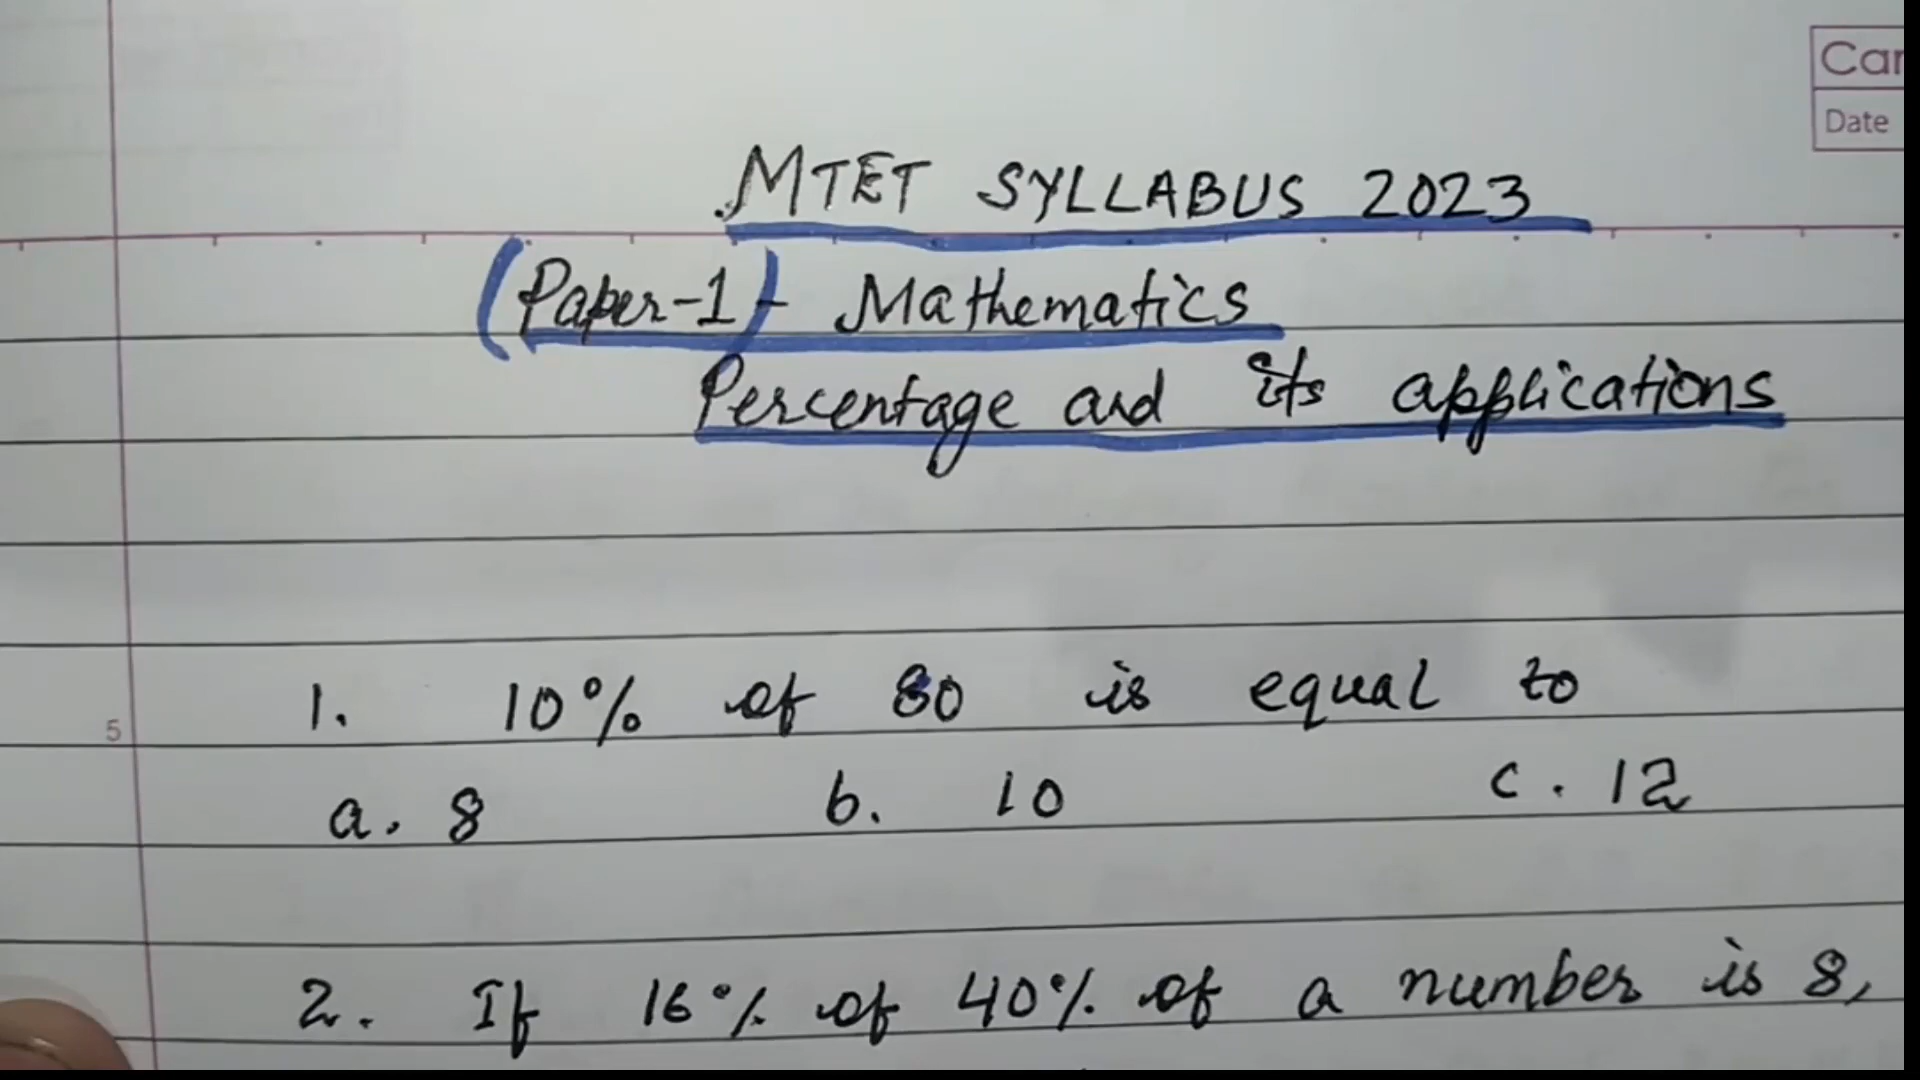 Car
Date
MTET SYLLABUS 2023
(Paper-1) - Mathematics
Percentage and its applications
5
1. 10% of 80 is equal to
a. 8 b. 10 c. 12
2. If 16% of 40% of a number is 8,